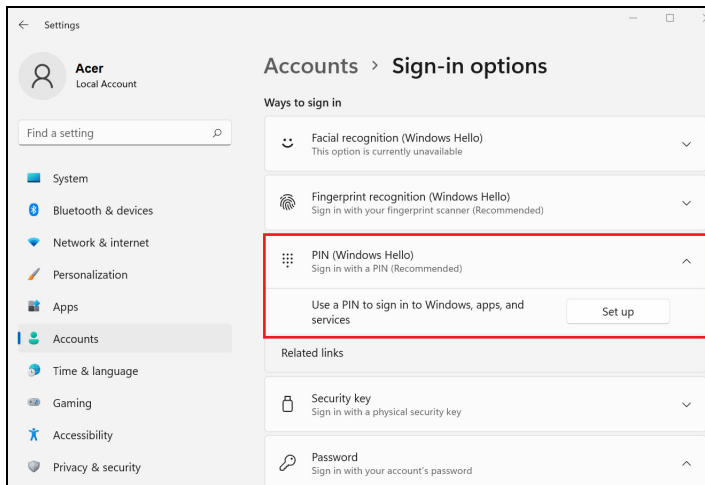 Settings
Acer
Local Account
Find a setting
System
Bluetooth & devices
Network & internet
Personalization
Apps
Accounts
Time & language
Gaming
Accessibility
Privacy & security
Accounts > Sign-in options
Ways to sign in
Facial recognition (Windows Hello)
This option is currently unavailable
Fingerprint recognition (Windows Hello)
Sign in with your fingerprint scanner (Recommended)
PIN (Windows Hello)
Sign in with a PIN (Recommended)
Use a PIN to sign in to Windows, apps, and
services
Set up
Related links
Security key
Sign in with a physical security key
Password
Sign in with your account's password